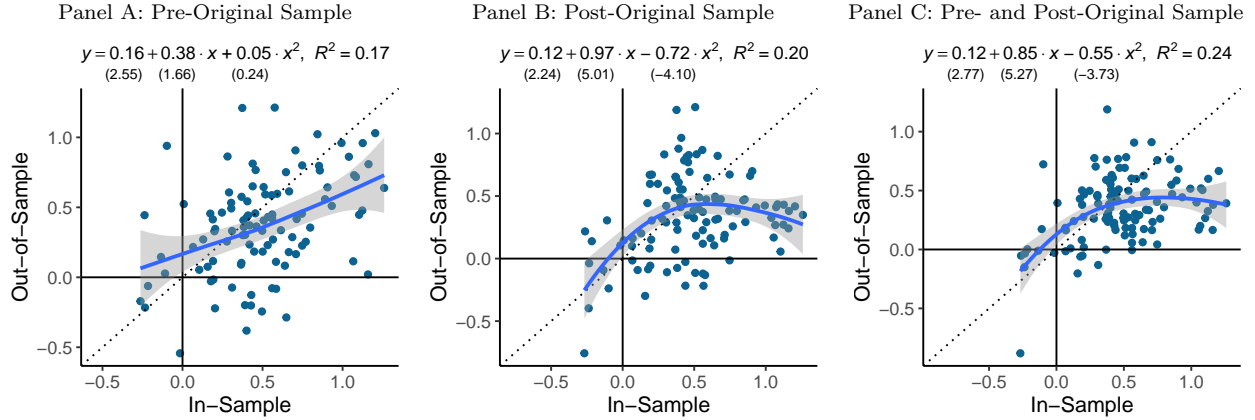 Panel A: Pre-Original Sample
y = 0.16 + 0.38 · x + 0.05 · x², R² = 0.17
(2.55) (1.66) (0.24)
1.0
0.5
0.0
−0.5
−0.5 0.0 0.5 1.0
Out−of−Sample
In−Sample
Panel B: Post-Original Sample
y = 0.12 + 0.97 · x − 0.72 · x², R² = 0.20
(2.24) (5.01) (−4.10)
1.0
0.5
0.0
−0.5
−0.5 0.0 0.5 1.0
Out−of−Sample
In−Sample
Panel C: Pre- and Post-Original Sample
y = 0.12 + 0.85 · x − 0.55 · x², R² = 0.24
(2.77) (5.27) (−3.73)
1.0
0.5
0.0
−0.5
−0.5 0.0 0.5 1.0
Out−of−Sample
In−Sample